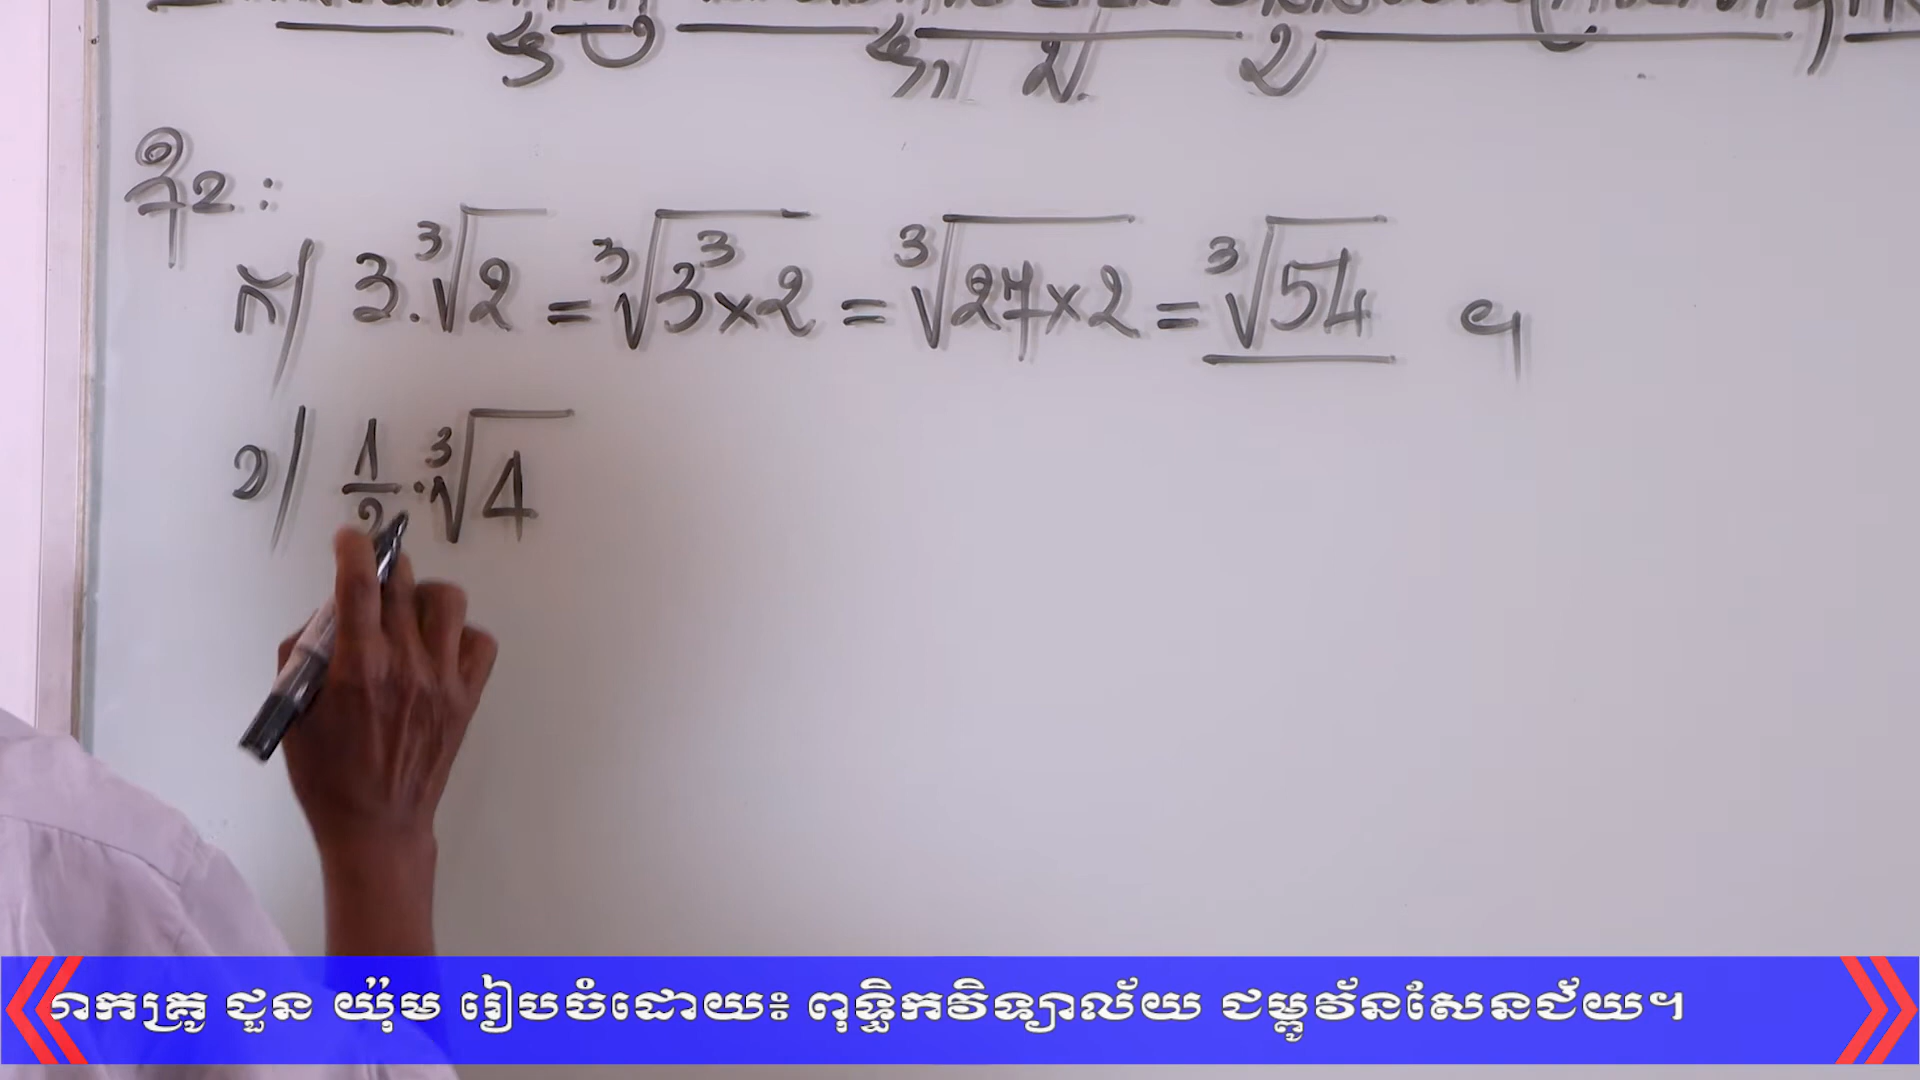 ឧ2 :
ក/ 3.∛2 = ∛(3³×2) = ∛(27×2) = ∛54 ។
ខ/ 1/2 · ∛4
លោកគ្រូ ជួន យ៉ុម រៀបចំដោយ៖ ពុទ្ធិកវិទ្យាល័យ ជម្ពូវ័នសែនជ័យ។